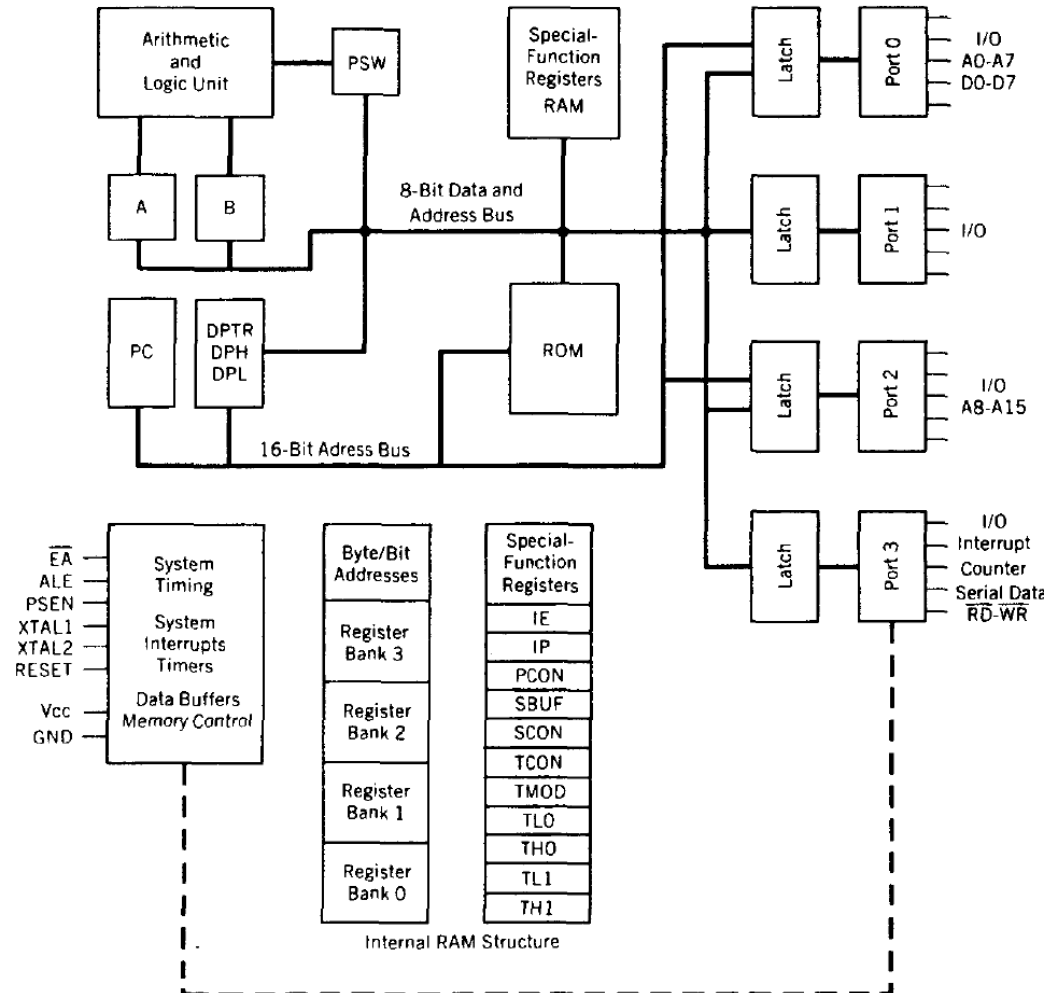 Arithmetic
and
Logic Unit
PSW
Special-
Function
Registers
RAM
Latch
Port 0
I/O
A0-A7
D0-D7
A
B
8-Bit Data and
Address Bus
Latch
Port 1
I/O
PC
DPTR
DPH
DPL
ROM
Latch
Port 2
I/O
A8-A15
16-Bit Adress Bus
Latch
Port 3
I/O
Interrupt
Counter
Serial Data
RD-WR
EA
ALE
PSEN
XTAL1
XTAL2
RESET
Vcc
GND
System
Timing
System
Interrupts
Timers
Data Buffers
Memory Control
Byte/Bit
Addresses
Register
Bank 3
Register
Bank 2
Register
Bank 1
Register
Bank 0
Special-
Function
Registers
IE
IP
PCON
SBUF
SCON
TCON
TMOD
TL0
TH0
TL1
TH1
Internal RAM Structure